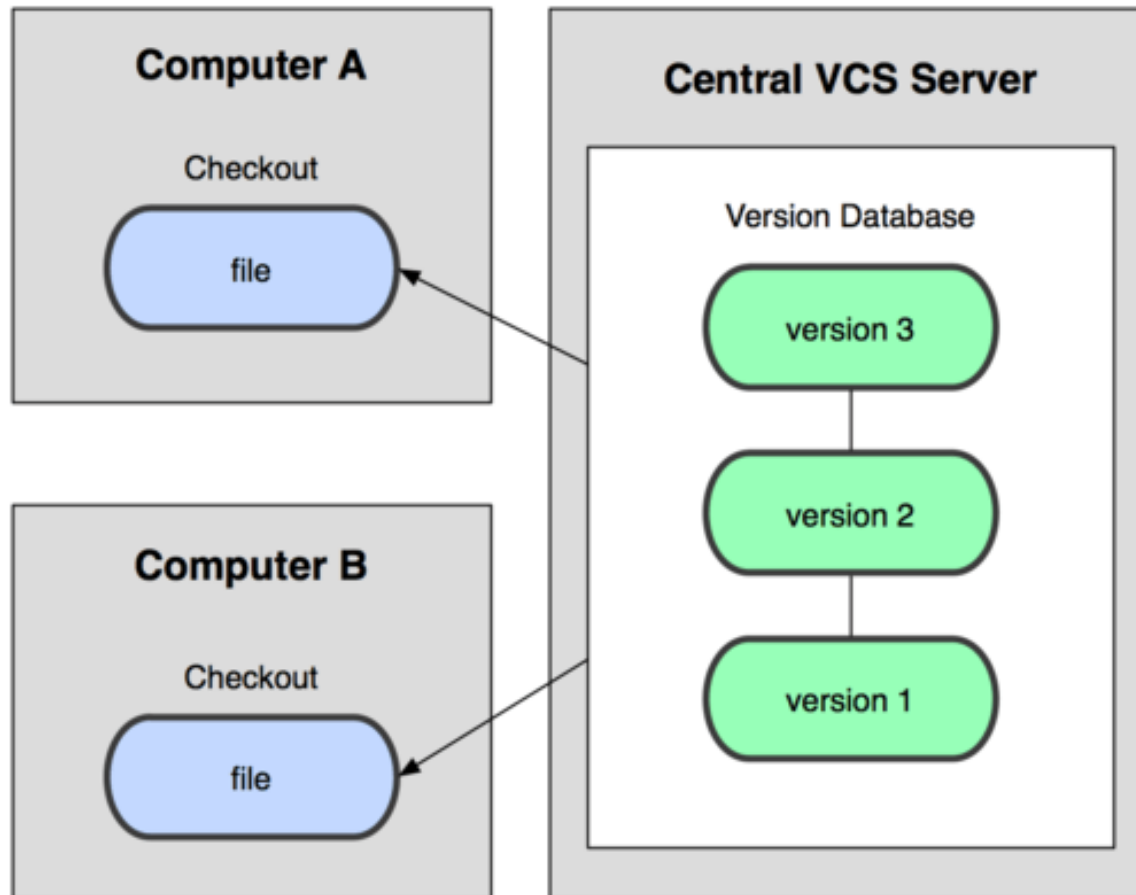 Computer A
Checkout
file
Computer B
Checkout
file
Central VCS Server
Version Database
version 3
version 2
version 1